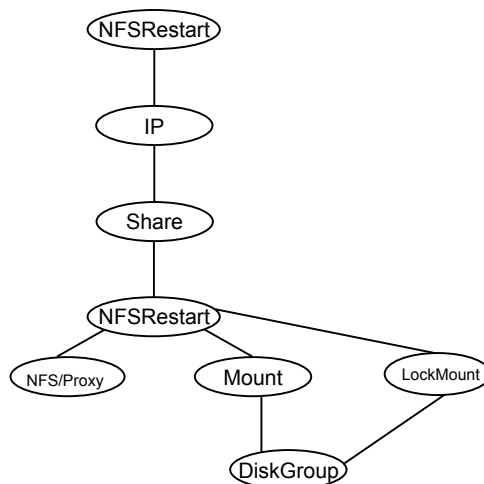 NFSRestart
IP
Share
NFSRestart
NFS/Proxy
Mount
LockMount
DiskGroup